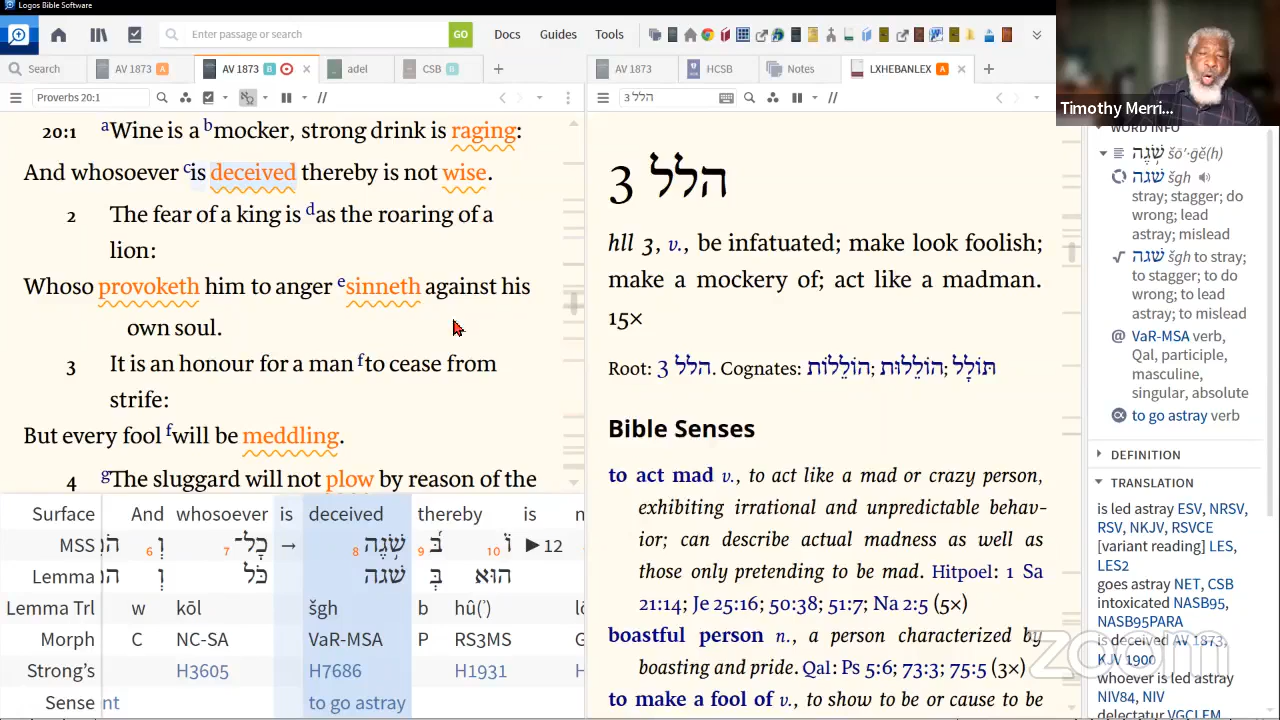 Logos Bible Software
Enter passage or search
GO
Docs
Guides
Tools
Search
AV 1873 A
AV 1873 B
adel
CSB B
AV 1873
HCSB
Notes
LXHEBANLEX A
Proverbs 20:1
3 הלל
20:1 aWine is a bmocker, strong drink is raging:
And whosoever cis deceived thereby is not wise.
2 The fear of a king is das the roaring of a
lion:
Whoso provoketh him to anger esinneth against his
own soul.
3 It is an honour for a man fto cease from
strife:
But every fool fwill be meddling.
4 gThe sluggard will not plow by reason of the
Surface And whosoever is deceived thereby is
MSS וְ 6 כָל־ 7 → שֹׁ֝גֶה 8 בּ֗ 9 וֹ 10 ▶ 12
Lemma וְ כֹּל שׁגה בְּ הוּא
Lemma Trl w kōl šgh b hû(ʾ)
Morph C NC-SA VaR-MSA P RS3MS
Strong's H3605 H7686 H1931
Sense nt to go astray
3 הלל
hll 3, v., be infatuated; make look foolish;
make a mockery of; act like a madman.
15×
Root: 3 הלל. Cognates: הוֹלֵלוֹת; הוֹלֵלוּת; תּוֹלָל
Bible Senses
to act mad v., to act like a mad or crazy person,
exhibiting irrational and unpredictable behav-
ior; can describe actual madness as well as
those only pretending to be mad. Hitpoel: 1 Sa
21:14; Je 25:16; 50:38; 51:7; Na 2:5 (5×)
boastful person n., a person characterized by
boasting and pride. Qal: Ps 5:6; 73:3; 75:5 (3×)
to make a fool of v., to show to be or cause to be
Timothy Merri...
WORD INFO
שֹׁ֝גֶה šō'·ḡě(h)
שׁגה šgh
stray; stagger; do
wrong; lead
astray; mislead
שׁגה šgh to stray;
to stagger; to do
wrong; to lead
astray; to mislead
@ VaR-MSA verb,
Qal, participle,
masculine,
singular, absolute
to go astray verb
DEFINITION
TRANSLATION
is led astray ESV, NRSV,
RSV, NKJV, RSVCE
[variant reading] LES,
LES2
goes astray NET, CSB
intoxicated NASB95,
NASB95PARA
is deceived AV 1873,
KJV 1900
whoever is led astray
NIV84, NIV
delectatur VGCLEM,
zoom